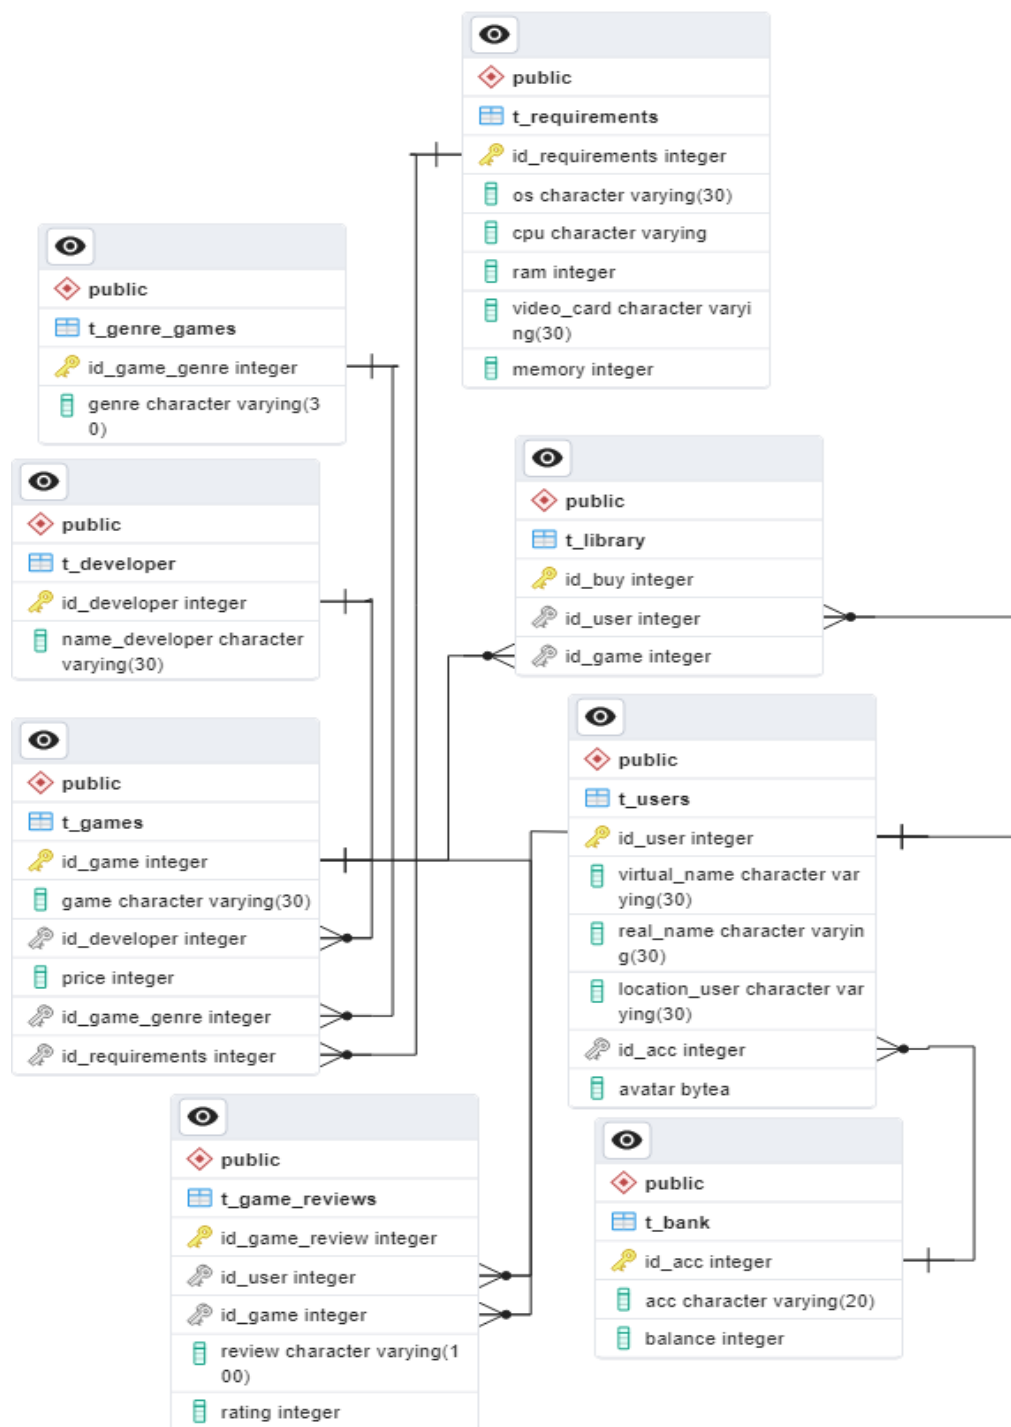 public
t_requirements
id_requirements integer
os character varying(30)
cpu character varying
ram integer
video_card character varyi
ng(30)
memory integer
public
t_genre_games
id_game_genre integer
genre character varying(3
0)
public
t_developer
id_developer integer
name_developer character
varying(30)
public
t_library
id_buy integer
id_user integer
id_game integer
public
t_games
id_game integer
game character varying(30)
id_developer integer
price integer
id_game_genre integer
id_requirements integer
public
t_users
id_user integer
virtual_name character var
ying(30)
real_name character varyin
g(30)
location_user character var
ying(30)
id_acc integer
avatar bytea
public
t_game_reviews
id_game_review integer
id_user integer
id_game integer
review character varying(1
00)
rating integer
public
t_bank
id_acc integer
acc character varying(20)
balance integer